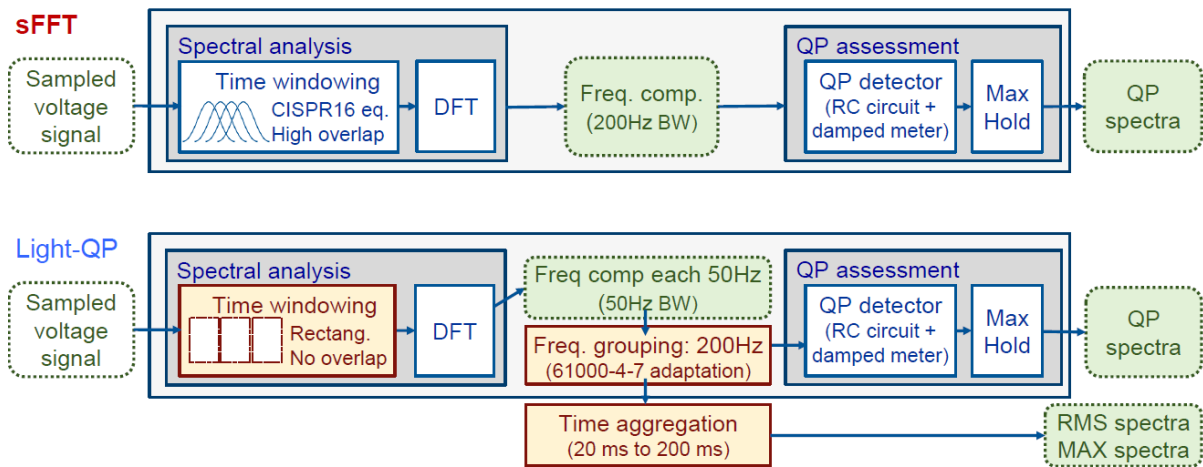 sFFT
Sampled
voltage
signal
Spectral analysis
Time windowing
CISPR16 eq.
High overlap
DFT
Freq. comp.
(200Hz BW)
QP assessment
QP detector
(RC circuit +
damped meter)
Max
Hold
QP
spectra
Light-QP
Sampled
voltage
signal
Spectral analysis
Time windowing
Rectang.
No overlap
DFT
Freq comp each 50Hz
(50Hz BW)
Freq. grouping: 200Hz
(61000-4-7 adaptation)
Time aggregation
(20 ms to 200 ms)
QP assessment
QP detector
(RC circuit +
damped meter)
Max
Hold
QP
spectra
RMS spectra
MAX spectra